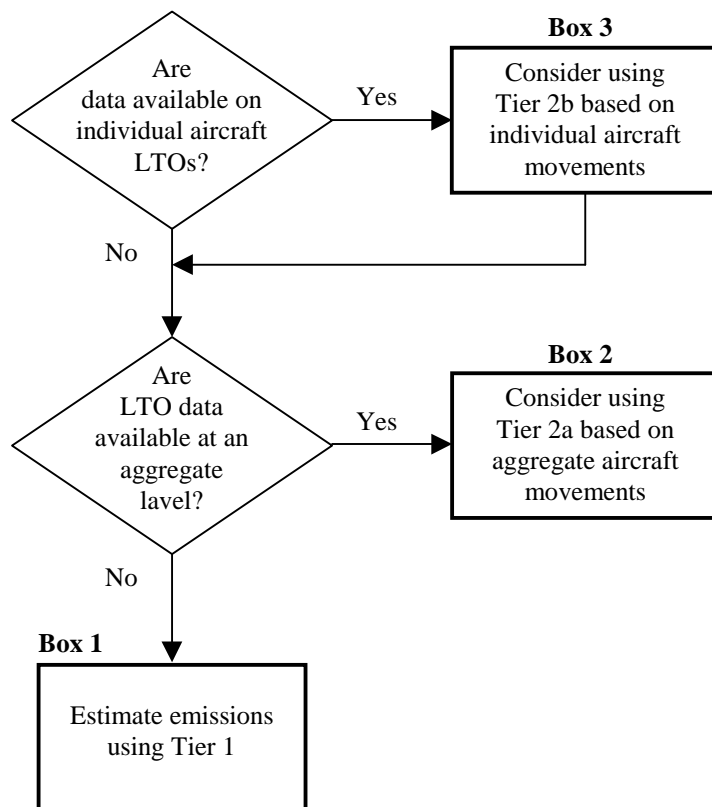 Are
data available on
individual aircraft
LTOs?
Yes
Box 3
Consider using
Tier 2b based on
individual aircraft
movements
No
Are
LTO data
available at an
aggregate
lavel?
Yes
Box 2
Consider using
Tier 2a based on
aggregate aircraft
movements
No
Box 1
Estimate emissions
using Tier 1